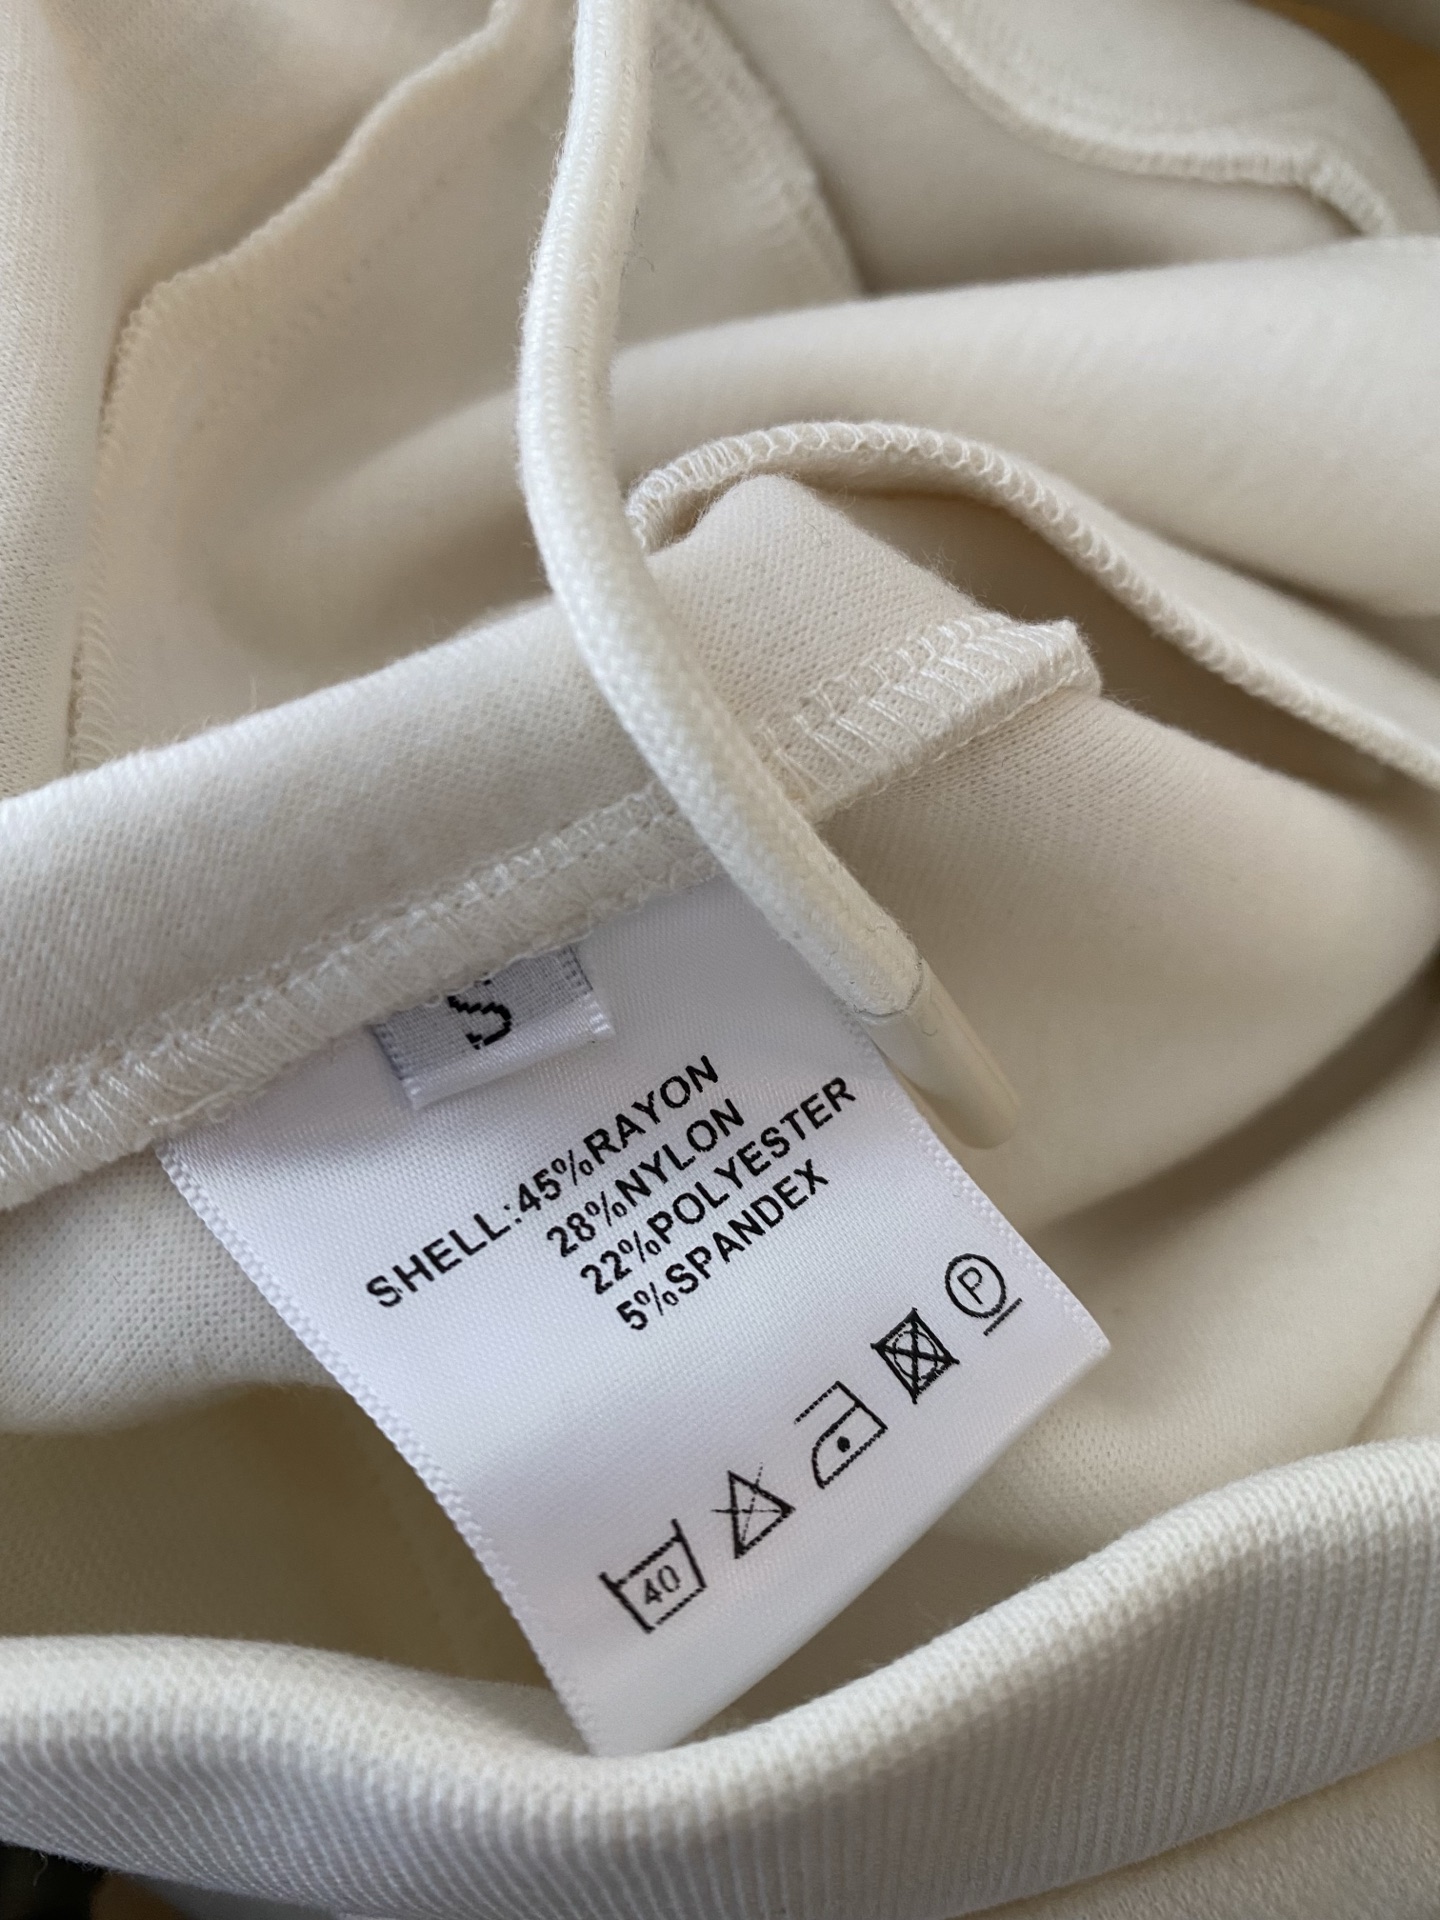 S
SHELL:45%RAYON
28%NYLON
22%POLYESTER
5%SPANDEX
40
P